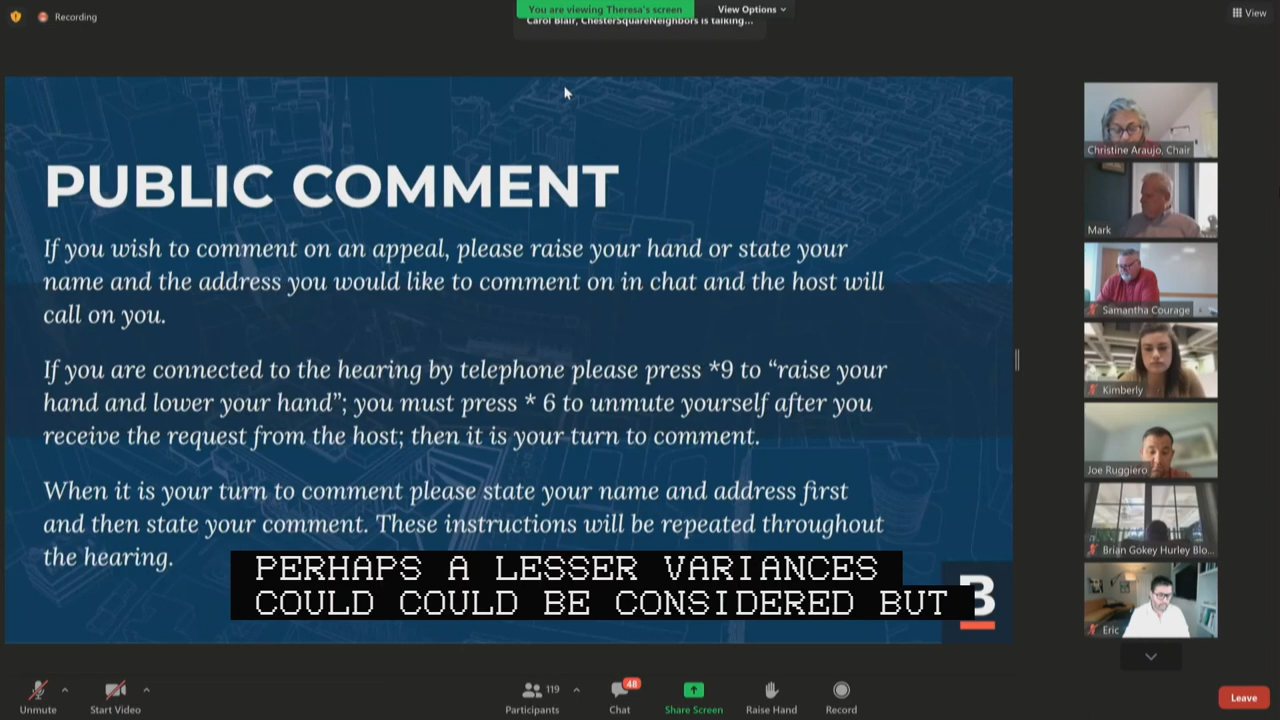 Recording
You are viewing Theresa's screen
View Options
View
Carol Blair, ChesterSquareNeighbors is talking...
PUBLIC COMMENT
If you wish to comment on an appeal, please raise your hand or state your
name and the address you would like to comment on in chat and the host will
call on you.
If you are connected to the hearing by telephone please press *9 to “raise your
hand and lower your hand”; you must press * 6 to unmute yourself after you
receive the request from the host; then it is your turn to comment.
When it is your turn to comment please state your name and address first
and then state your comment. These instructions will be repeated throughout
the hearing.
PERHAPS A LESSER VARIANCES
COULD COULD BE CONSIDERED BUT
B
Christine Araujo, Chair
Mark
Samantha Courage
Kimberly
Joe Ruggiero
Brian Gokey Hurley Blo...
Eric
Unmute
Start Video
119
Participants
48
Chat
Share Screen
Raise Hand
Record
Leave